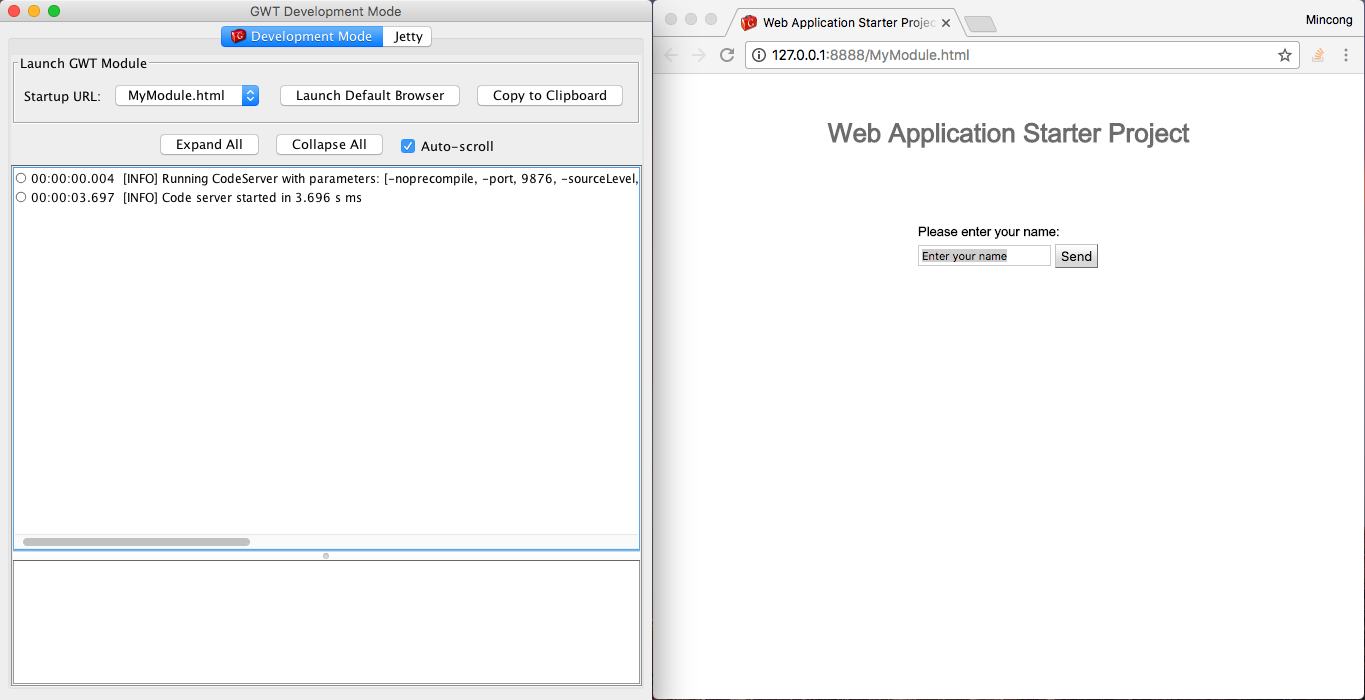 GWT Development Mode
Development Mode Jetty
Launch GWT Module
Startup URL: MyModule.html Launch Default Browser Copy to Clipboard
Expand All Collapse All Auto-scroll
00:00:00.004 [INFO] Running CodeServer with parameters: [-noprecompile, -port, 9876, -sourceLevel,
00:00:03.697 [INFO] Code server started in 3.696 s ms
Web Application Starter Projec
Mincong
127.0.0.1:8888/MyModule.html
Web Application Starter Project
Please enter your name:
Enter your name Send